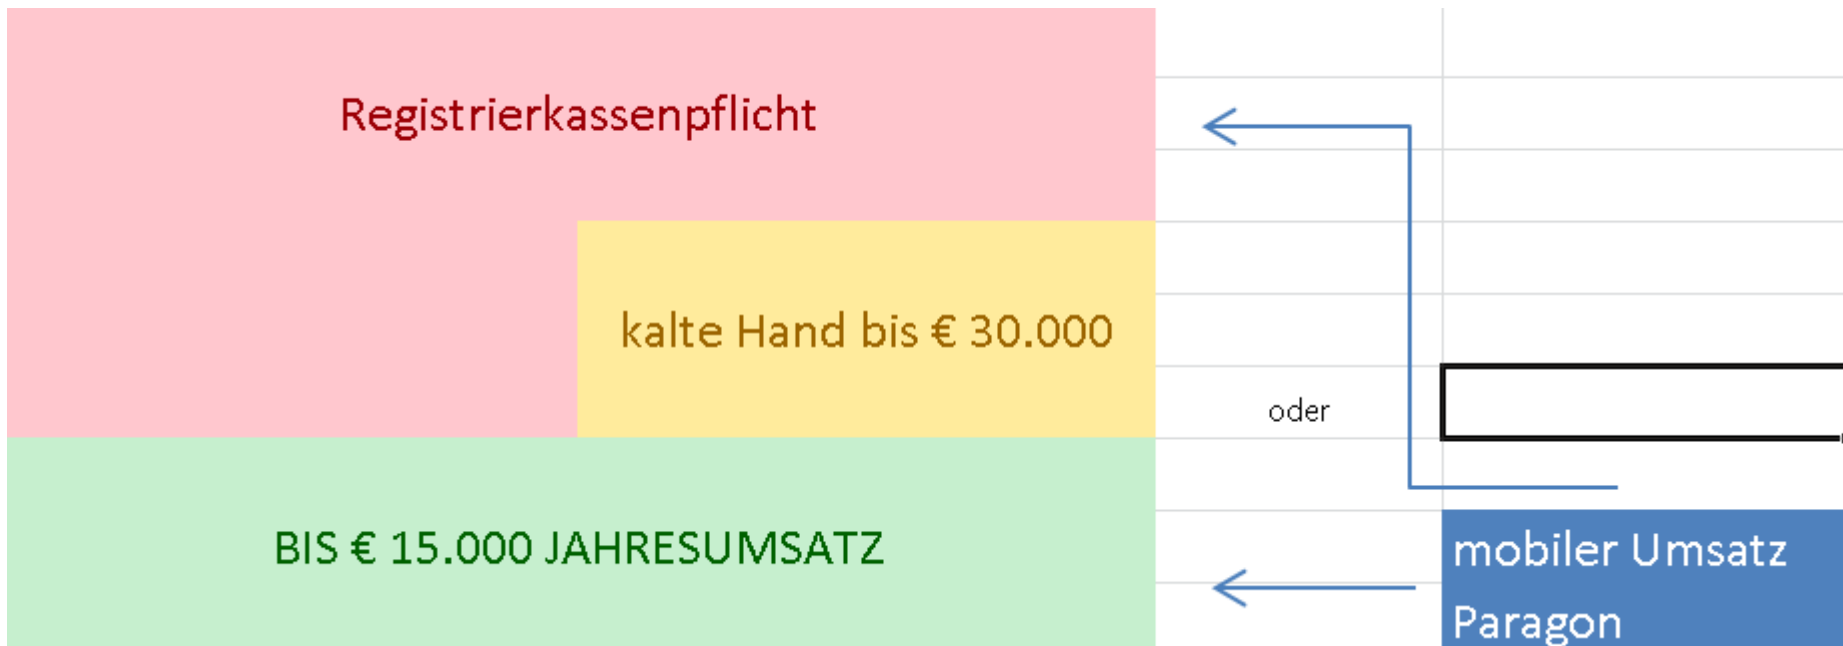 Registrierkassenpflicht
kalte Hand bis € 30.000
oder
BIS € 15.000 JAHRESUMSATZ
mobiler Umsatz
Paragon